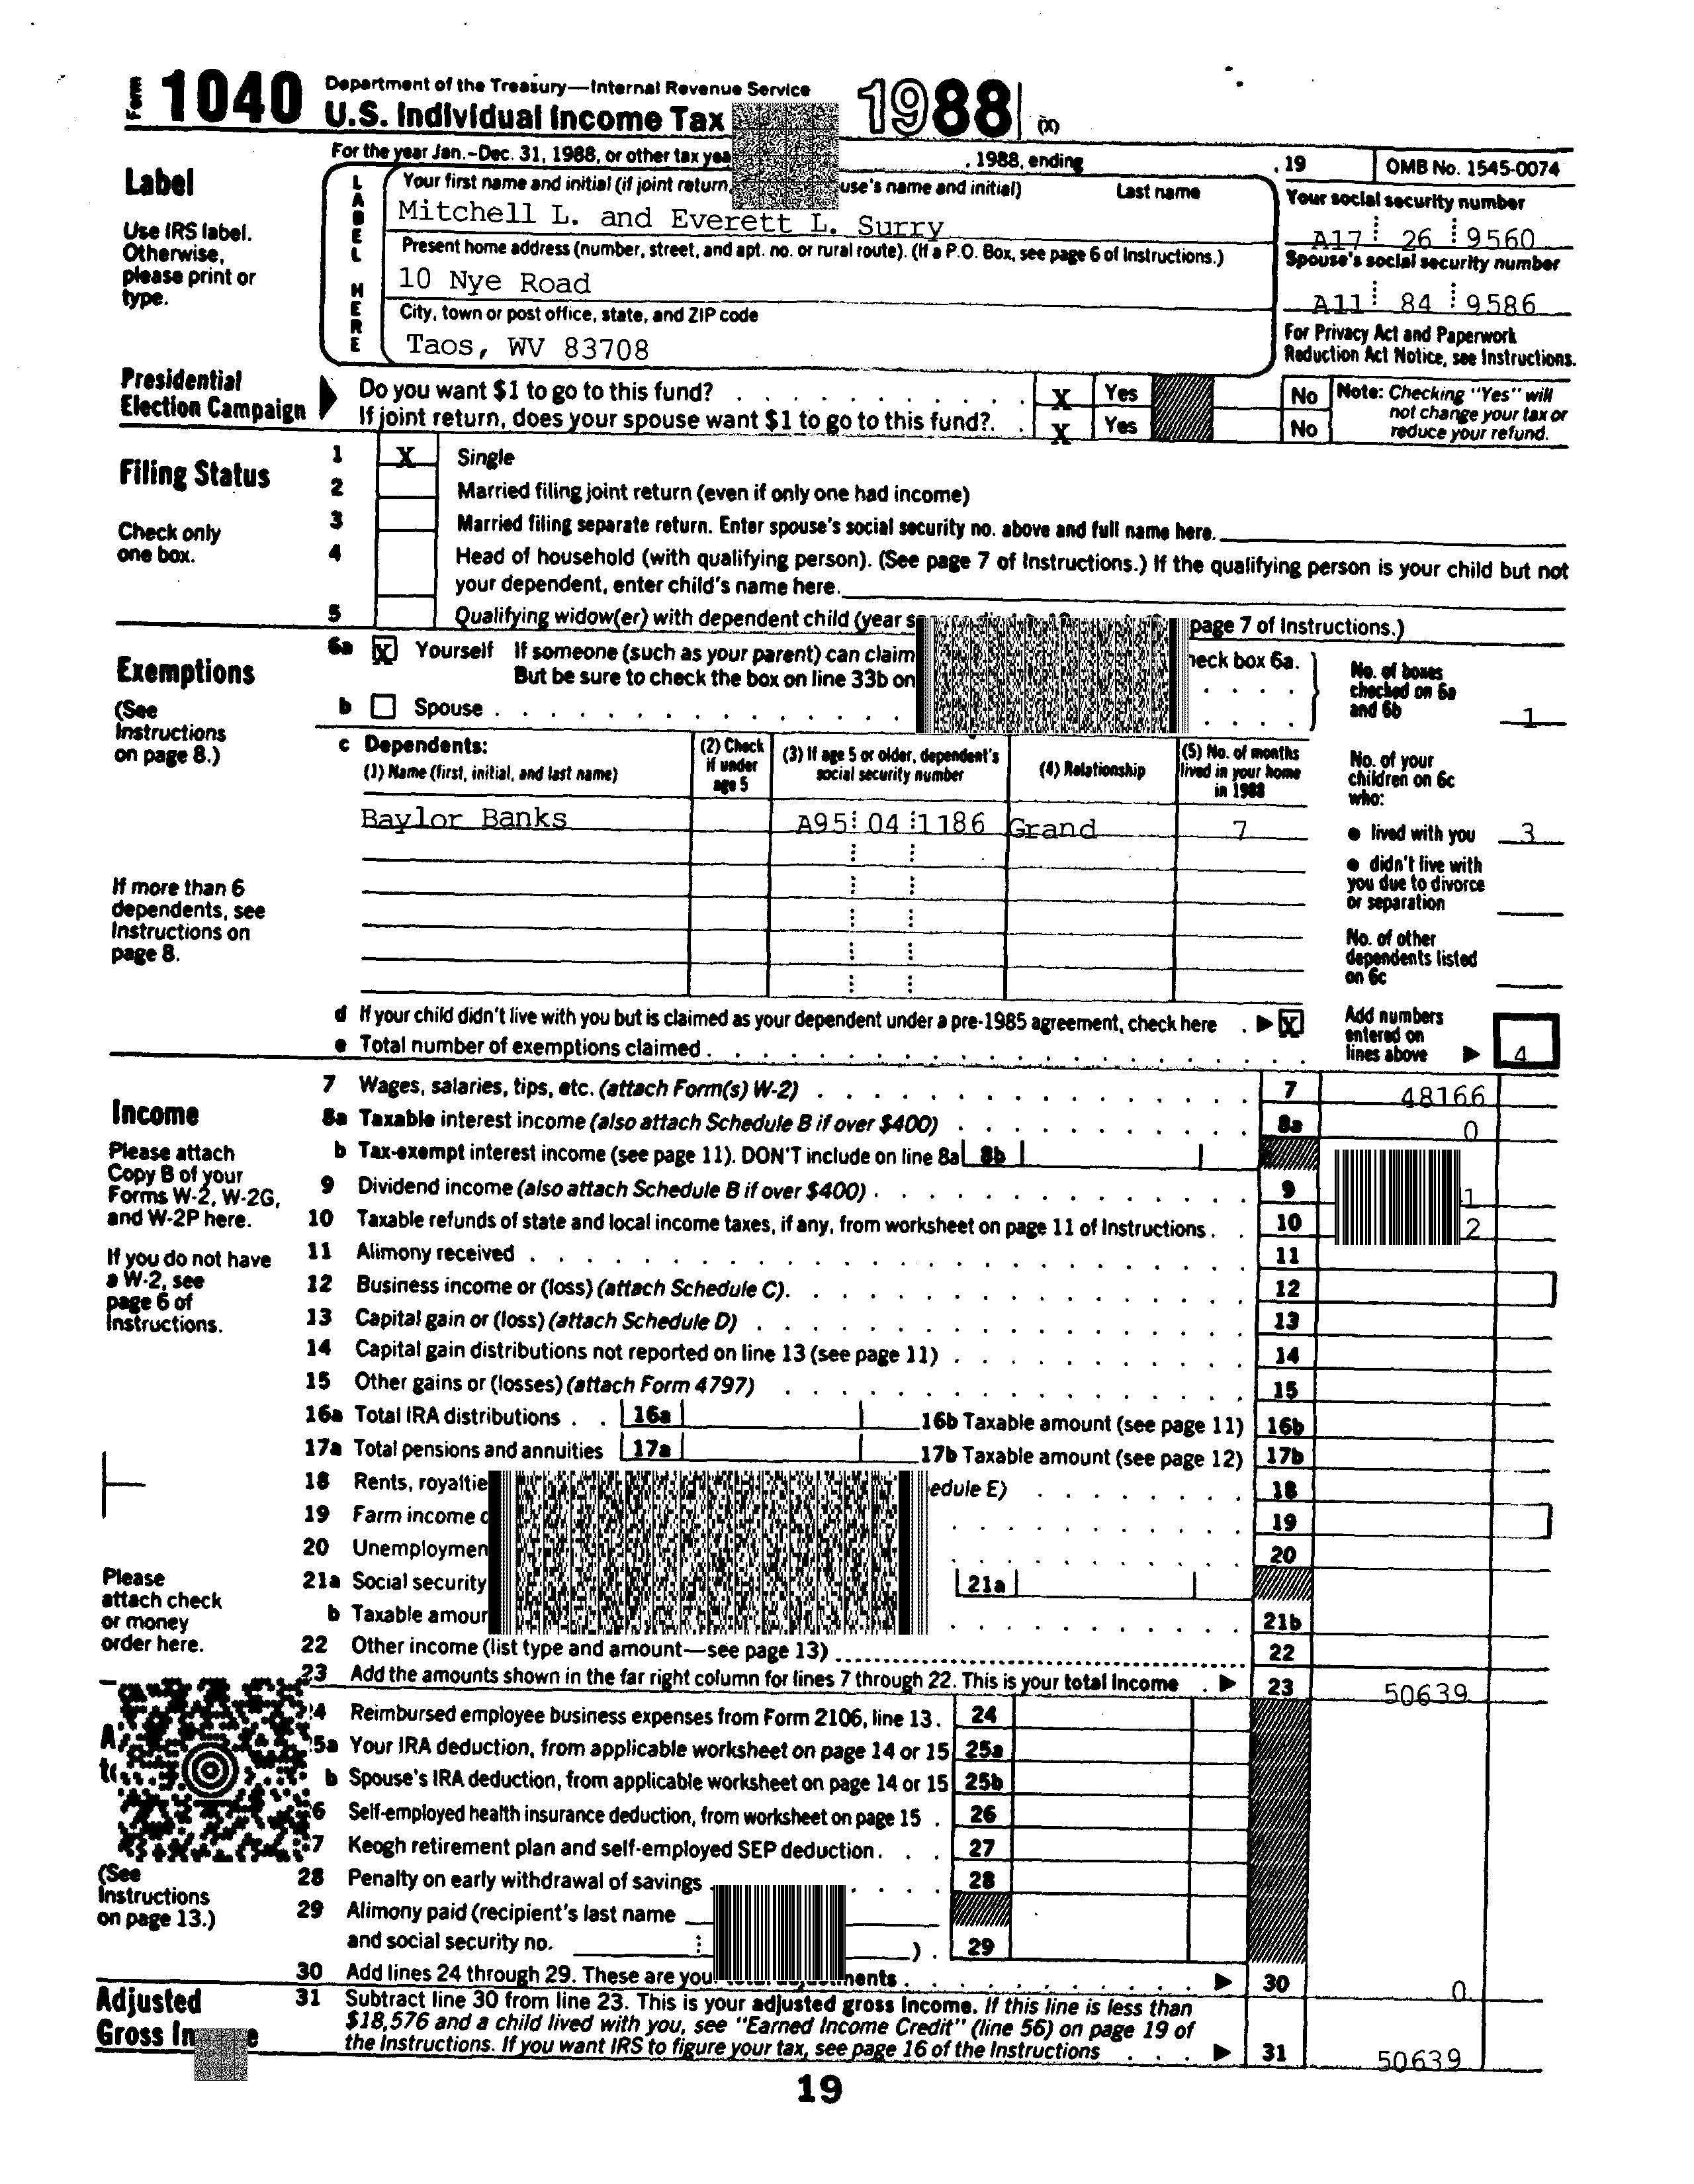 Form 1040 Department of the Treasury—Internal Revenue Service
U.S. Individual Income Tax 1988 (X)
For the year Jan.–Dec. 31, 1988, or other tax , 1988, ending , 19 OMB No. 1545-0074
Label
Use IRS label. Otherwise, please print or type.
LABEL HERE
Your first name and initial (if joint return, name and initial) Last name
Mitchell L. and Everett L. Surry
Your social security number
A17 26 9560
Present home address (number, street, and apt. no. or rural route). (If a P.O. Box, see page 6 of Instructions.)
10 Nye Road
Spouse's social security number
A11 84 9586
City, town or post office, state, and ZIP code
Taos, WV 83708
For Privacy Act and Paperwork Reduction Act Notice, see Instructions.
Presidential Election Campaign
Do you want $1 to go to this fund? X Yes No
If joint return, does your spouse want $1 to go to this fund?. X Yes No
Note: Checking "Yes" will not change your tax or reduce your refund.
Filing Status
Check only one box.
1 X Single
2 Married filing joint return (even if only one had income)
3 Married filing separate return. Enter spouse's social security no. above and full name here.
4 Head of household (with qualifying person). (See page 7 of Instructions.) If the qualifying person is your child but not
your dependent, enter child's name here.
5 Qualifying widow(er) with dependent child (year page 7 of Instructions.)
Exemptions
(See Instructions on page 8.)
6a X Yourself If someone (such as your parent) can claim box 6a.
But be sure to check the box on line 33b on
b Spouse
No. of boxes checked on 6a and 6b 1
c Dependents:
(1) Name (first, initial, and last name)
(2) Check if under age 5
(3) If age 5 or older, dependent's social security number
(4) Relationship
(5) No. of months lived in your home in 1988
Baylor Banks A95 04 1186 Grand 7
No. of your children on 6c who:
● lived with you 3
● didn't live with you due to divorce or separation
No. of other dependents listed on 6c
If more than 6 dependents, see Instructions on page 8.
d If your child didn't live with you but is claimed as your dependent under a pre-1985 agreement, check here . ▶ X
e Total number of exemptions claimed
Add numbers entered on lines above ▶ 4
Income
Please attach Copy B of your Forms W-2, W-2G, and W-2P here.
If you do not have a W-2, see page 6 of Instructions.
Please attach check or money order here.
7 Wages, salaries, tips, etc. (attach Form(s) W-2) 7 48166
8a Taxable interest income (also attach Schedule B if over $400) 8a 0
b Tax-exempt interest income (see page 11). DON'T include on line 8a 8b
9 Dividend income (also attach Schedule B if over $400) 9 1
10 Taxable refunds of state and local income taxes, if any, from worksheet on page 11 of Instructions 10 2
11 Alimony received 11
12 Business income or (loss) (attach Schedule C). 12
13 Capital gain or (loss) (attach Schedule D) 13
14 Capital gain distributions not reported on line 13 (see page 11) 14
15 Other gains or (losses) (attach Form 4797) 15
16a Total IRA distributions 16a 16b Taxable amount (see page 11) 16b
17a Total pensions and annuities 17a 17b Taxable amount (see page 12) 17b
18 Rents, E) 18
19 Farm income 19
20 20
21a Social security 21a
b Taxable 21b
22 Other income (list type and amount—see page 13) 22
23 Add the amounts shown in the far right column for lines 7 through 22. This is your total income ▶ 23 50639
(See Instructions on page 13.)
Reimbursed employee business expenses from Form 2106, line 13. 24
Your IRA deduction, from applicable worksheet on page 14 or 15 25a
b Spouse's IRA deduction, from applicable worksheet on page 14 or 15 25b
Self-employed health insurance deduction, from worksheet on page 15 26
Keogh retirement plan and self-employed SEP deduction 27
28 Penalty on early withdrawal of savings 28
29 Alimony paid (recipient's last name
and social security no. ) . 29
30 Add lines 24 through 29. These are ▶ 30 0
Adjusted Gross
31 Subtract line 30 from line 23. This is your adjusted gross income. If this line is less than
$18,576 and a child lived with you, see "Earned Income Credit" (line 56) on page 19 of
the Instructions. If you want IRS to figure your tax, see page 16 of the Instructions ▶ 31 50639
19